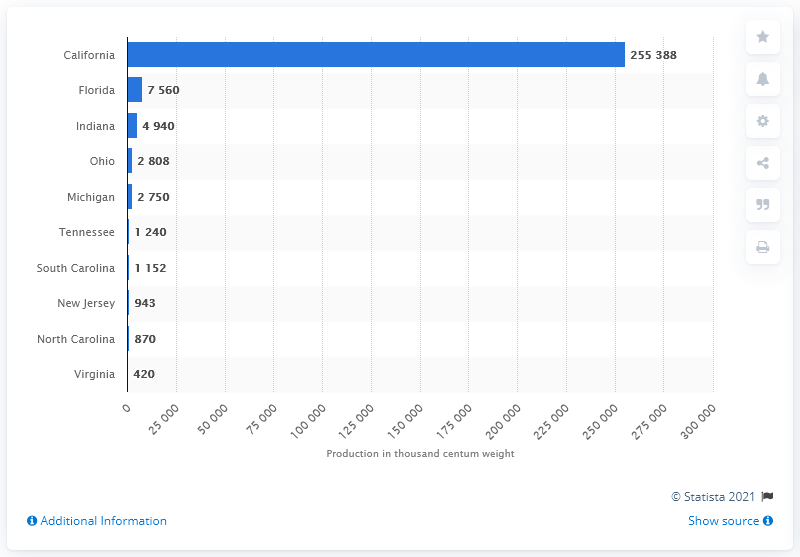 California 255 388
Florida 7 560
Indiana 4 940
Ohio 2 808
Michigan 2 750
Tennessee 1 240
South Carolina 1 152
New Jersey 943
North Carolina 870
Virginia 420
0 25 000 50 000 75 000 100 000 125 000 150 000 175 000 200 000 225 000 250 000 275 000 300 000
Production in thousand centum weight
© Statista 2021
Additional Information
Show source